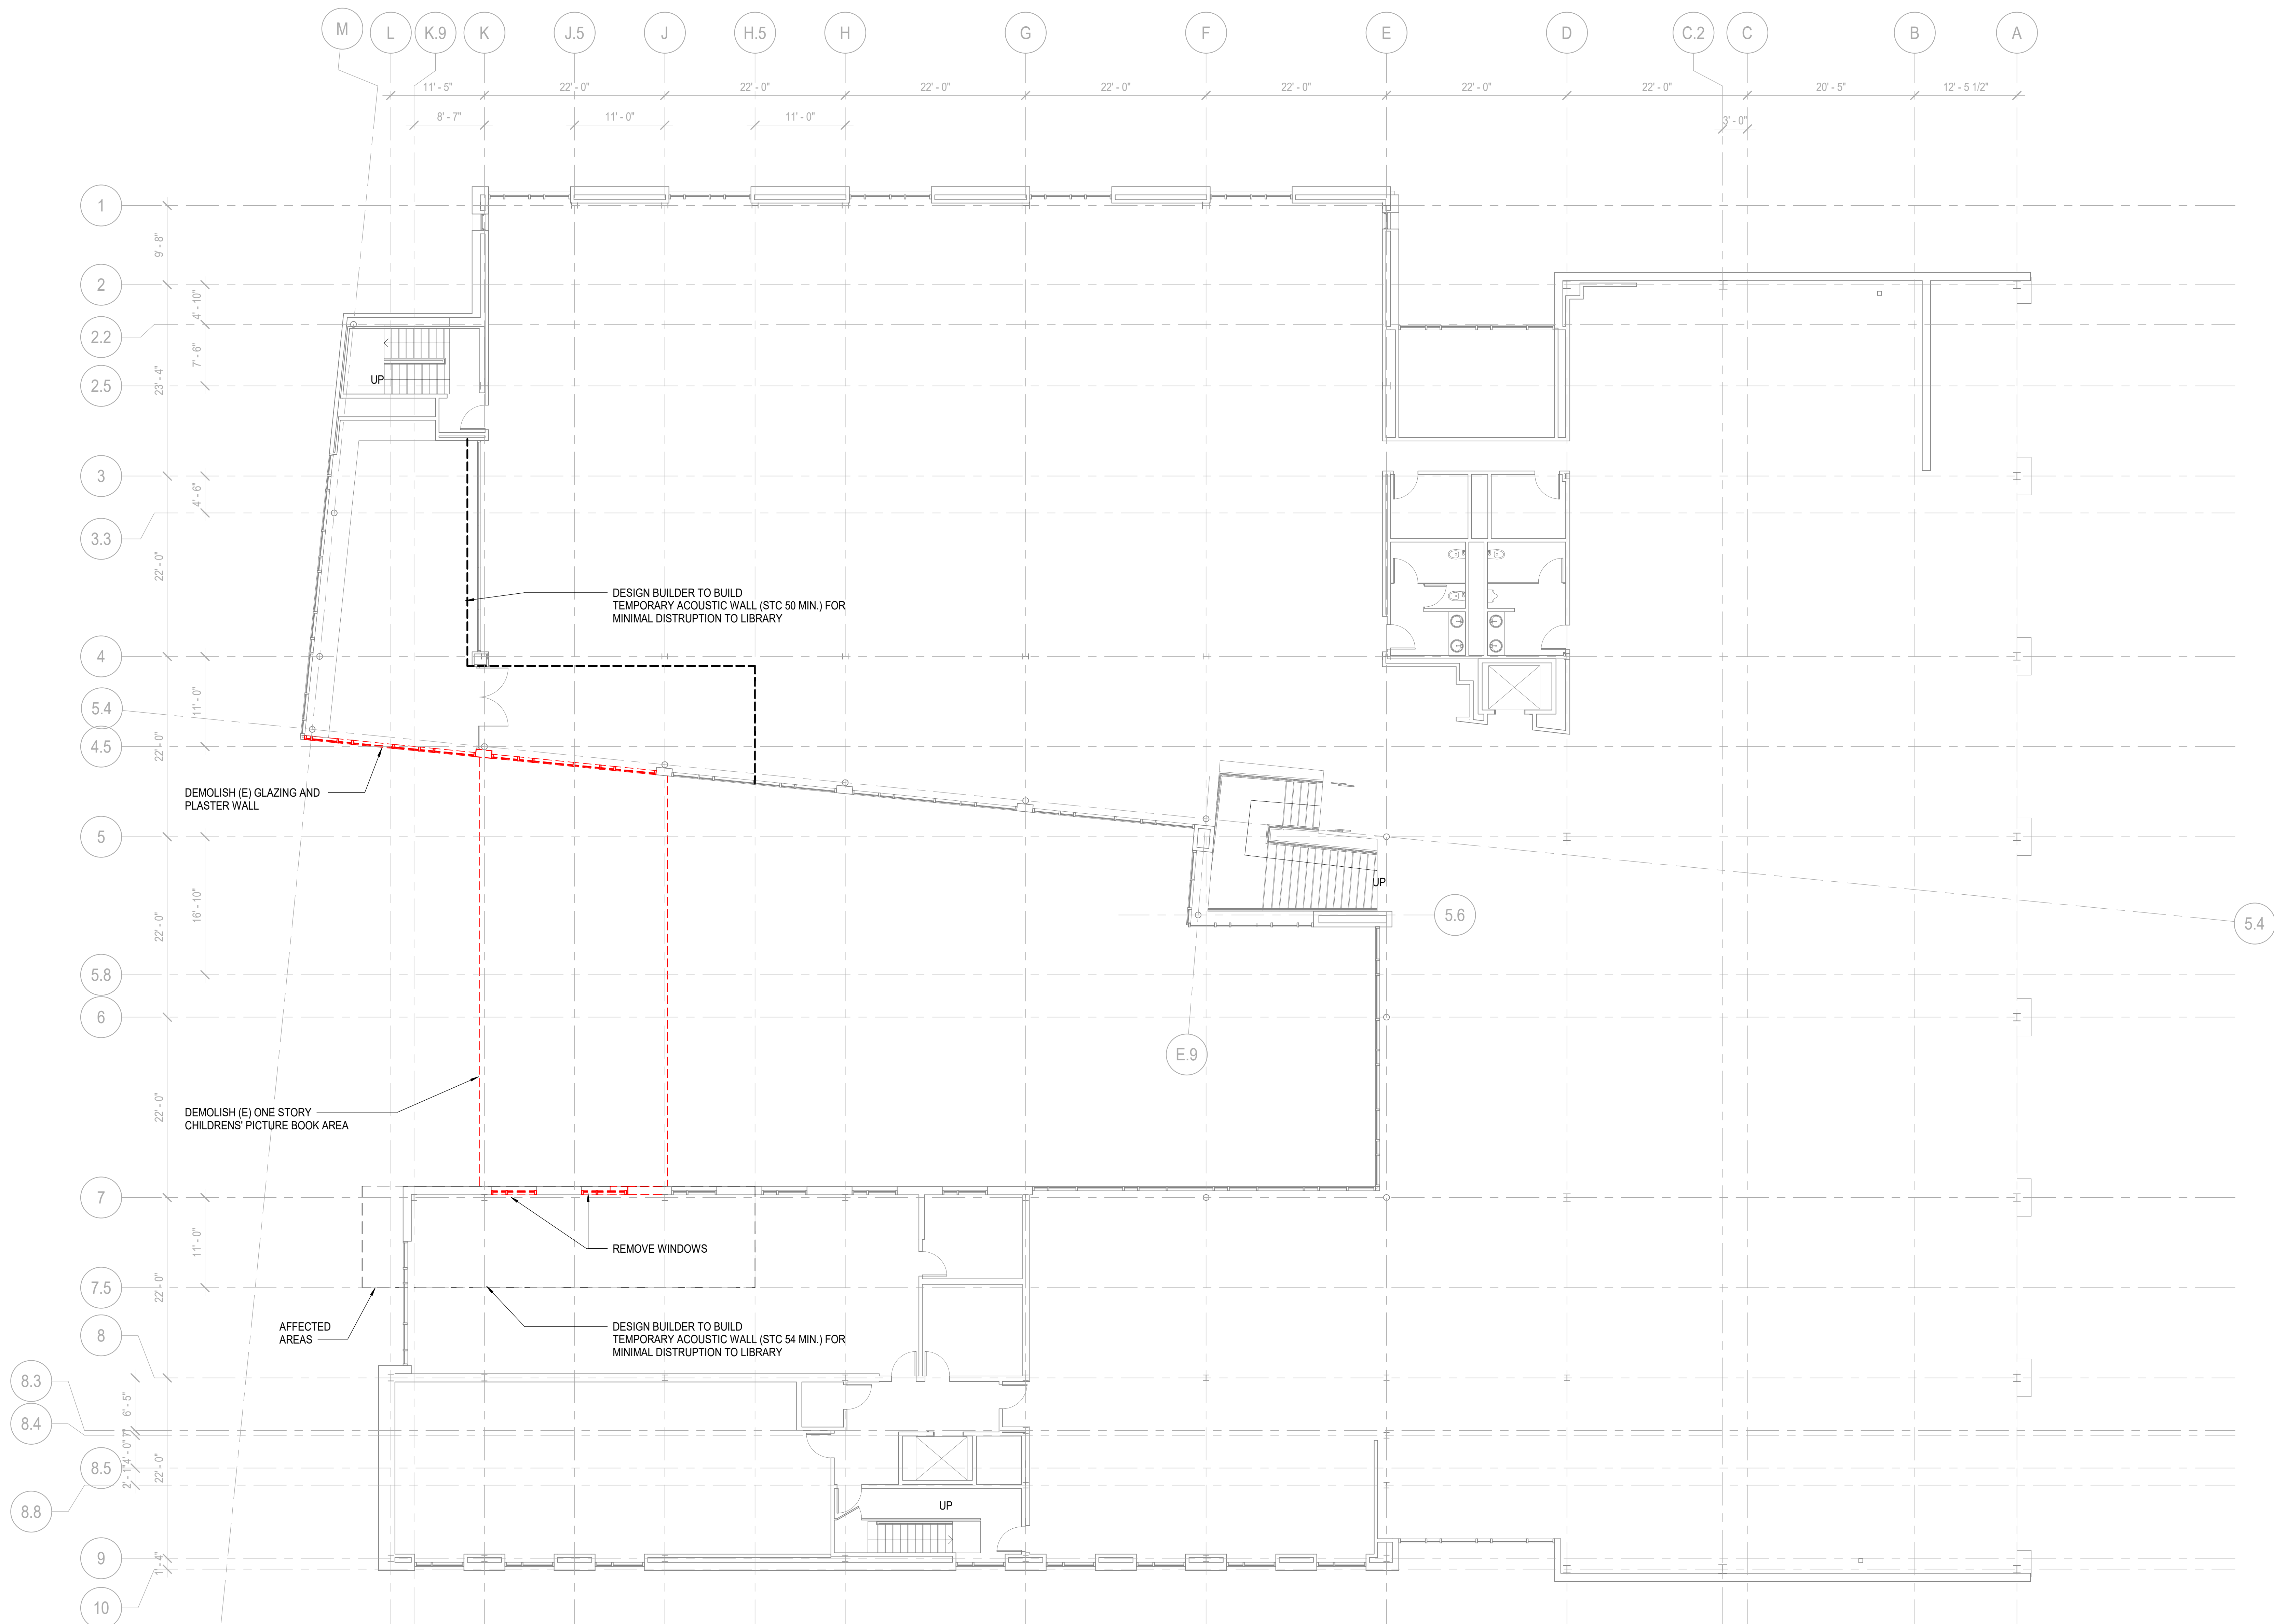 M
L
K.9
K
J.5
J
H.5
H
G
F
E
D
C.2
C
B
A
11' - 5"
22' - 0"
22' - 0"
22' - 0"
22' - 0"
22' - 0"
22' - 0"
22' - 0"
20' - 5"
12' - 5 1/2"
8' - 7"
11' - 0"
11' - 0"
3' - 0"
1
9' - 8"
2
4' - 10"
2.2
7' - 6"
23' - 4"
2.5
UP
3
4' - 6"
3.3
22' - 0"
DESIGN BUILDER TO BUILD
TEMPORARY ACOUSTIC WALL (STC 50 MIN.) FOR
MINIMAL DISTRUPTION TO LIBRARY
4
11' - 0"
5.4
4.5
22' - 0"
DEMOLISH (E) GLAZING AND
PLASTER WALL
5
16' - 10"
UP
5.6
5.4
22' - 0"
5.8
6
E.9
22' - 0"
DEMOLISH (E) ONE STORY
CHILDRENS' PICTURE BOOK AREA
7
11' - 0"
REMOVE WINDOWS
7.5
22' - 0"
AFFECTED
AREAS
DESIGN BUILDER TO BUILD
TEMPORARY ACOUSTIC WALL (STC 54 MIN.) FOR
MINIMAL DISTRUPTION TO LIBRARY
8
8.3
6' - 5"
8.4
7"
4' - 0"
8.5
22' - 0"
2' - 1"
8.8
UP
9
1' - 4"
10